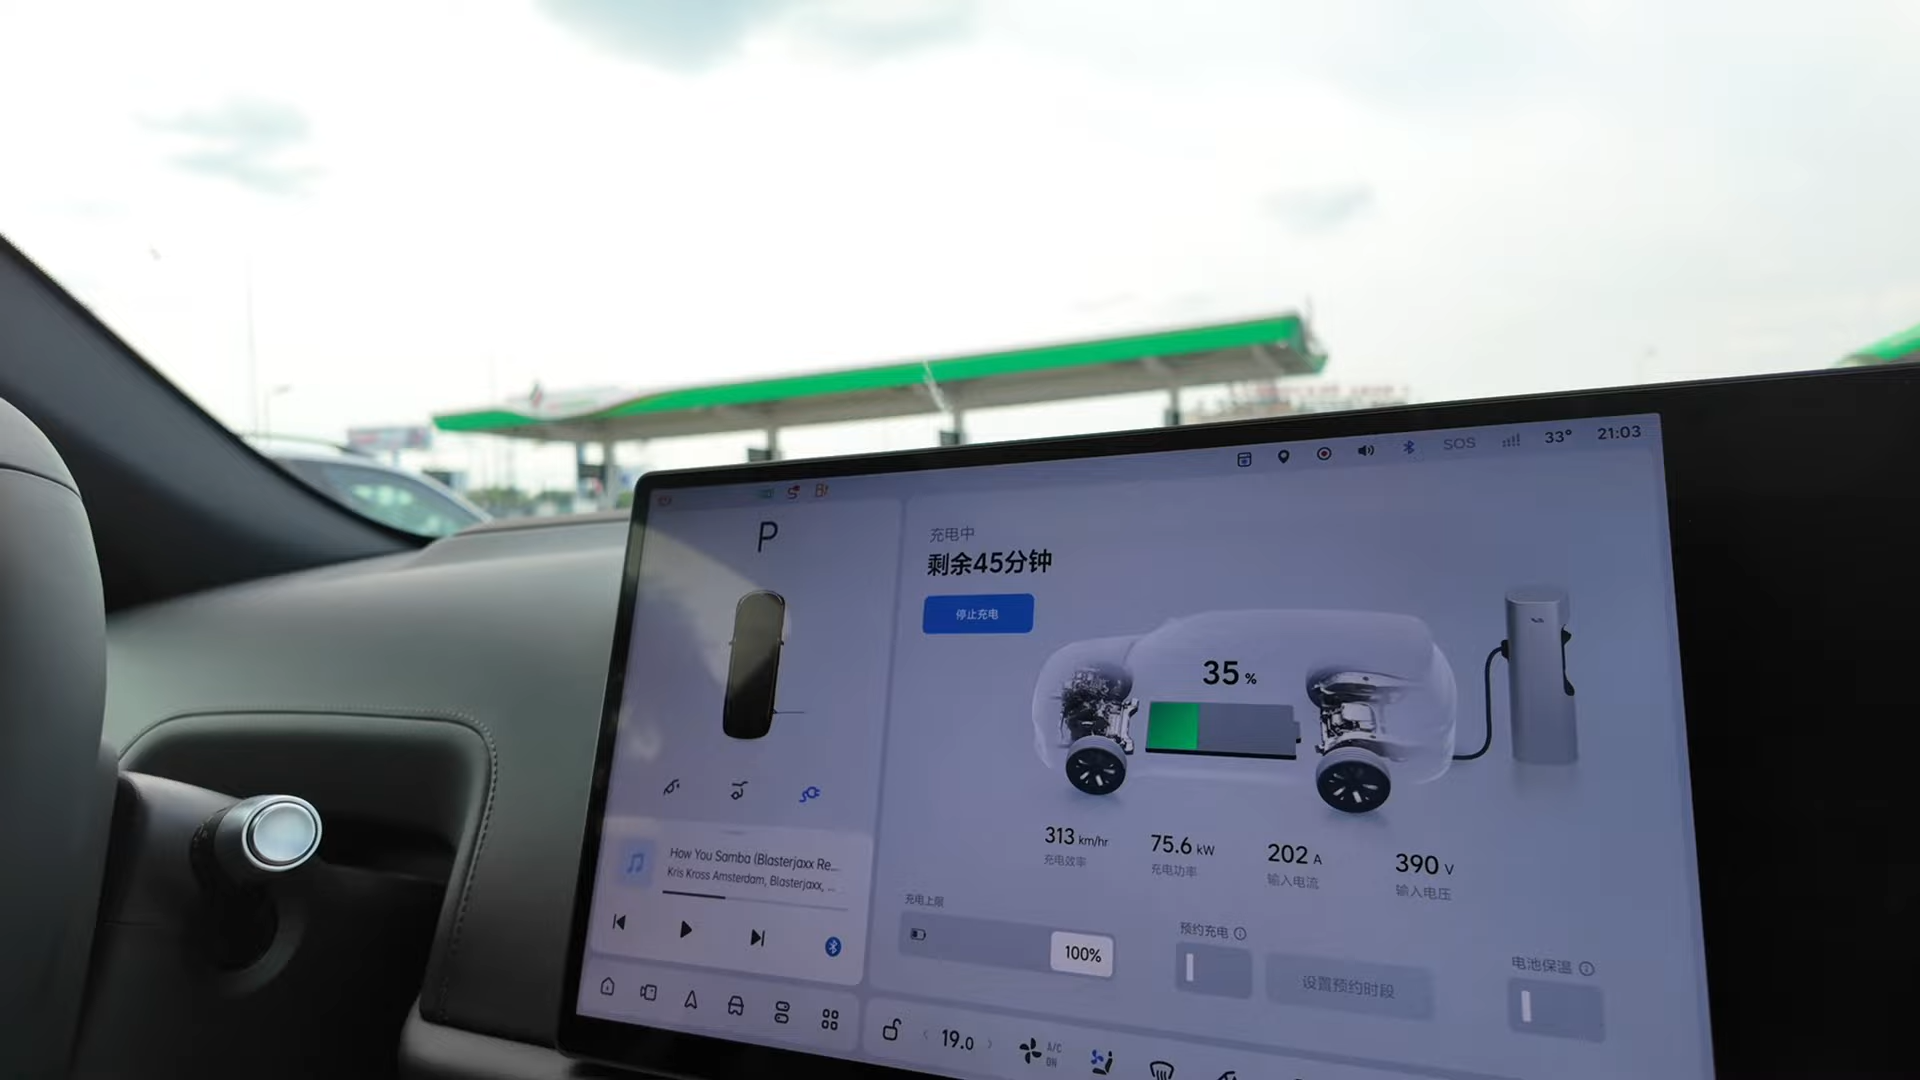 SOS
33°
21:03
P
充电中
剩余45分钟
停止充电
35 %
313 km/hr
充电效率
75.6 kW
充电功率
202 A
输入电流
390 V
输入电压
How You Samba (Blasterjaxx Re...
Kris Kross Amsterdam, Blasterjaxx, ...
充电上限
100%
预约充电
设置预约时段
电池保温
19.0
A/C
ON